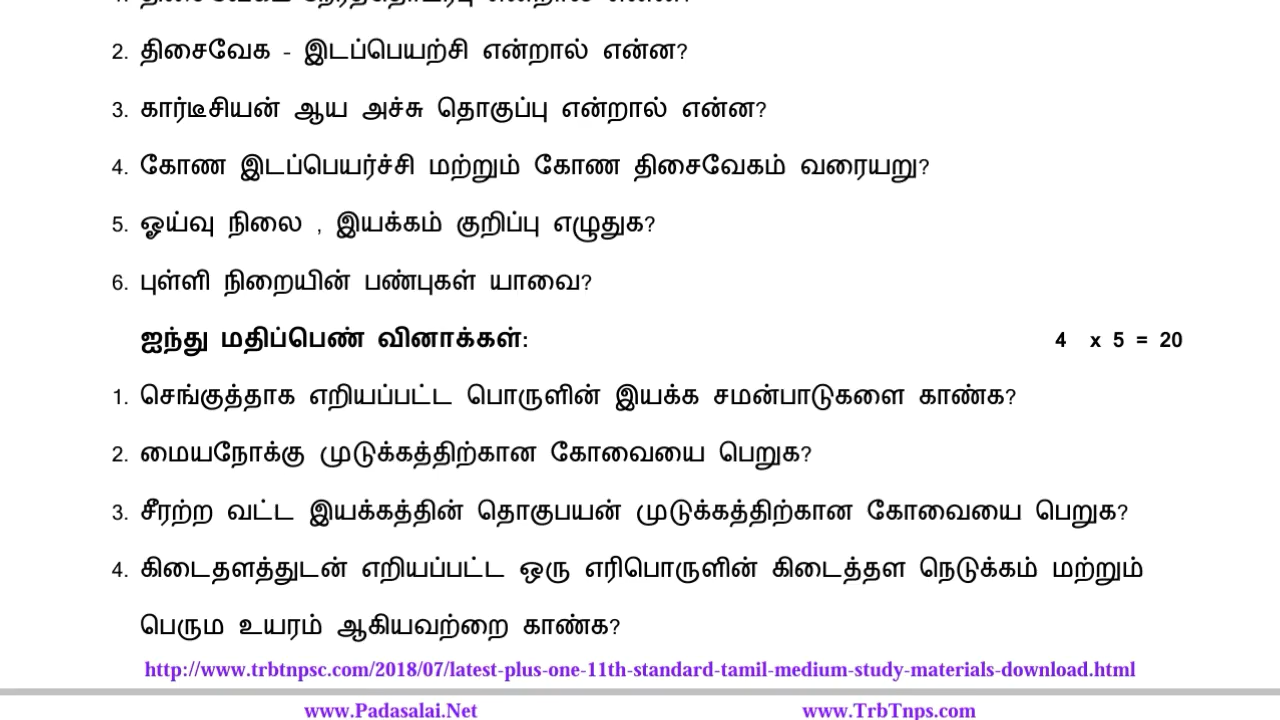 2. திசைவேக - இடப்பெயற்சி என்றால் என்ன?
3. கார்டீசியன் ஆய அச்சு தொகுப்பு என்றால் என்ன?
4. கோண இடப்பெயர்ச்சி மற்றும் கோண திசைவேகம் வரையறு?
5. ஓய்வு நிலை , இயக்கம் குறிப்பு எழுதுக?
6. புள்ளி நிறையின் பண்புகள் யாவை?
ஐந்து மதிப்பெண் வினாக்கள்: 4 x 5 = 20
1. செங்குத்தாக எறியப்பட்ட பொருளின் இயக்க சமன்பாடுகளை காண்க?
2. மையநோக்கு முடுக்கத்திற்கான கோவையை பெறுக?
3. சீரற்ற வட்ட இயக்கத்தின் தொகுபயன் முடுக்கத்திற்கான கோவையை பெறுக?
4. கிடைதளத்துடன் எறியப்பட்ட ஒரு எரிபொருளின் கிடைத்தள நெடுக்கம் மற்றும்
பெரும உயரம் ஆகியவற்றை காண்க?
http://www.trbtnpsc.com/2018/07/latest-plus-one-11th-standard-tamil-medium-study-materials-download.html
www.Padasalai.Net www.TrbTnps.com